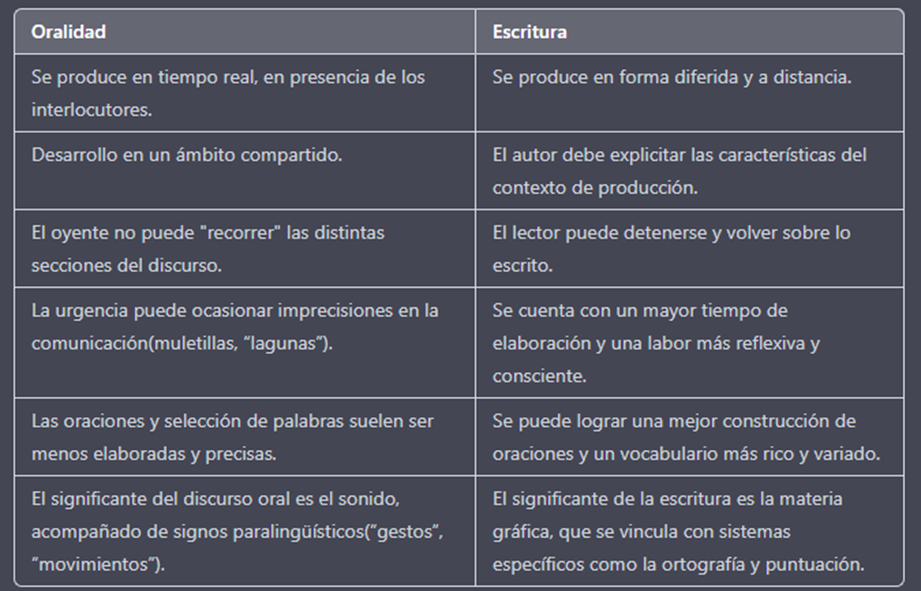 Oralidad
Escritura
Se produce en tiempo real, en presencia de los
interlocutores.
Se produce en forma diferida y a distancia.
Desarrollo en un ámbito compartido.
El autor debe explicitar las características del
contexto de producción.
El oyente no puede "recorrer" las distintas
secciones del discurso.
El lector puede detenerse y volver sobre lo
escrito.
La urgencia puede ocasionar imprecisiones en la
comunicación(muletillas, “lagunas”).
Se cuenta con un mayor tiempo de
elaboración y una labor más reflexiva y
consciente.
Las oraciones y selección de palabras suelen ser
menos elaboradas y precisas.
Se puede lograr una mejor construcción de
oraciones y un vocabulario más rico y variado.
El significante del discurso oral es el sonido,
acompañado de signos paralingüísticos(“gestos”,
“movimientos”).
El significante de la escritura es la materia
gráfica, que se vincula con sistemas
específicos como la ortografía y puntuación.